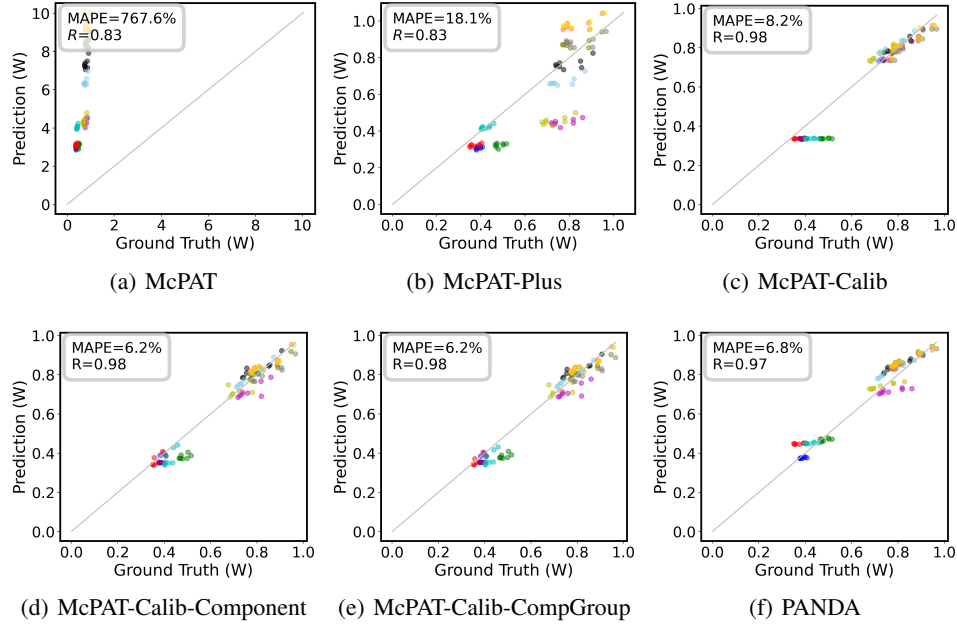 MAPE=767.6%
R=0.83
Prediction (W)
10
8
6
4
2
0
0 2 4 6 8 10
Ground Truth (W)
(a) McPAT
MAPE=18.1%
R=0.83
Prediction (W)
1.0
0.8
0.6
0.4
0.2
0.0
0.0 0.2 0.4 0.6 0.8 1.0
Ground Truth (W)
(b) McPAT-Plus
MAPE=8.2%
R=0.98
Prediction (W)
1.0
0.8
0.6
0.4
0.2
0.0
0.0 0.2 0.4 0.6 0.8 1.0
Ground Truth (W)
(c) McPAT-Calib
MAPE=6.2%
R=0.98
Prediction (W)
1.0
0.8
0.6
0.4
0.2
0.0
0.0 0.2 0.4 0.6 0.8 1.0
Ground Truth (W)
(d) McPAT-Calib-Component
MAPE=6.2%
R=0.98
Prediction (W)
1.0
0.8
0.6
0.4
0.2
0.0
0.0 0.2 0.4 0.6 0.8 1.0
Ground Truth (W)
(e) McPAT-Calib-CompGroup
MAPE=6.8%
R=0.97
Prediction (W)
1.0
0.8
0.6
0.4
0.2
0.0
0.0 0.2 0.4 0.6 0.8 1.0
Ground Truth (W)
(f) PANDA